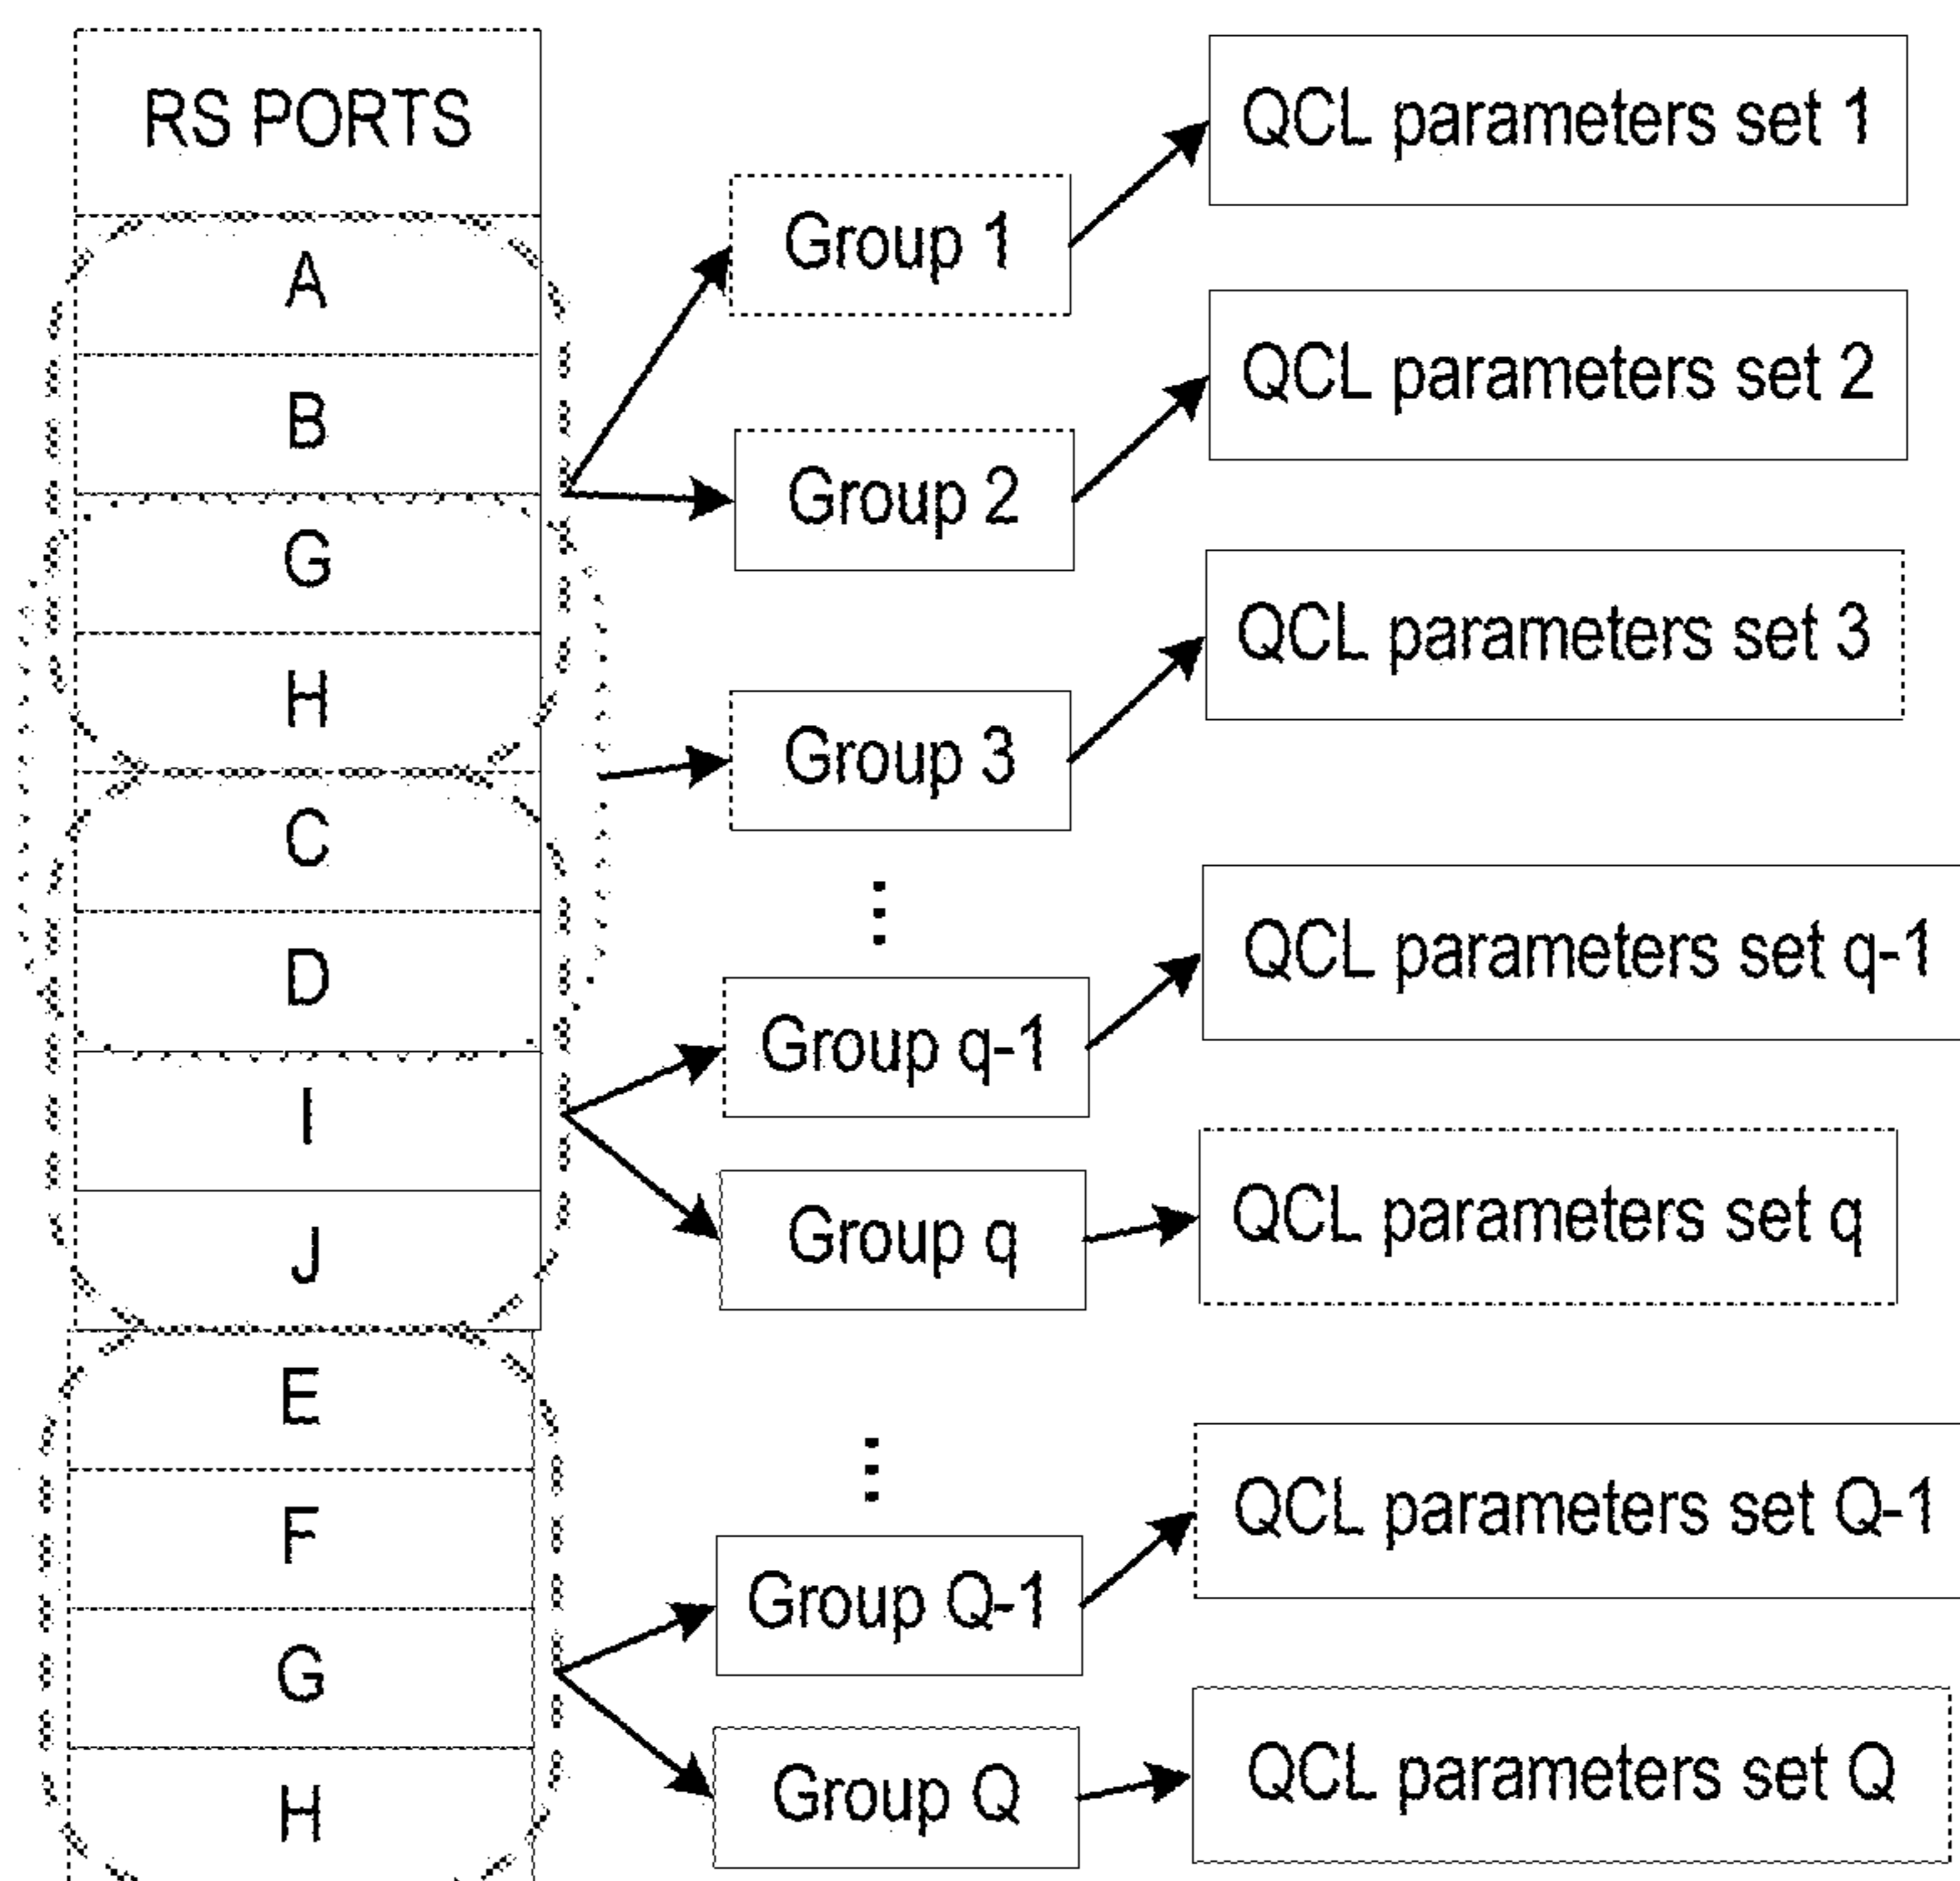 RS PORTS
A
B
G
H
C
D
I
J
E
F
G
H
Group 1
Group 2
Group 3
⋮
Group q-1
Group q
⋮
Group Q-1
Group Q
QCL parameters set 1
QCL parameters set 2
QCL parameters set 3
QCL parameters set q-1
QCL parameters set q
QCL parameters set Q-1
QCL parameters set Q